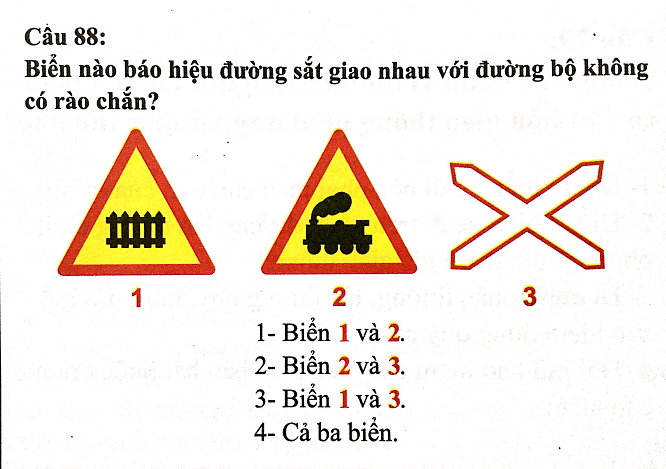 Câu 88:
Biển nào báo hiệu đường sắt giao nhau với đường bộ không
có rào chắn?
1 2 3
1- Biển 1 và 2.
2- Biển 2 và 3.
3- Biển 1 và 3.
4- Cả ba biển.